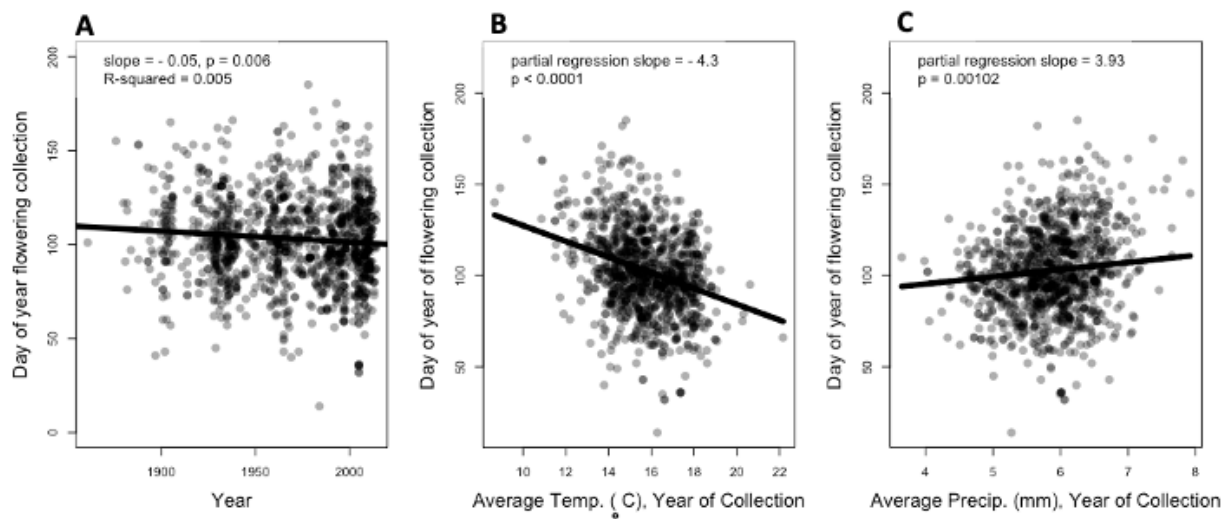 A
slope = - 0.05, p = 0.006
R-squared = 0.005
Day of year flowering collection
0
50
100
150
200
1900
1950
2000
Year
B
partial regression slope = - 4.3
p < 0.0001
Day of year of flowering collection
50
100
150
200
10
12
14
16
18
20
22
Average Temp. (°C), Year of Collection
C
partial regression slope = 3.93
p = 0.00102
Day of year of flowering collection
50
100
150
200
4
5
6
7
8
Average Precip. (mm), Year of Collection